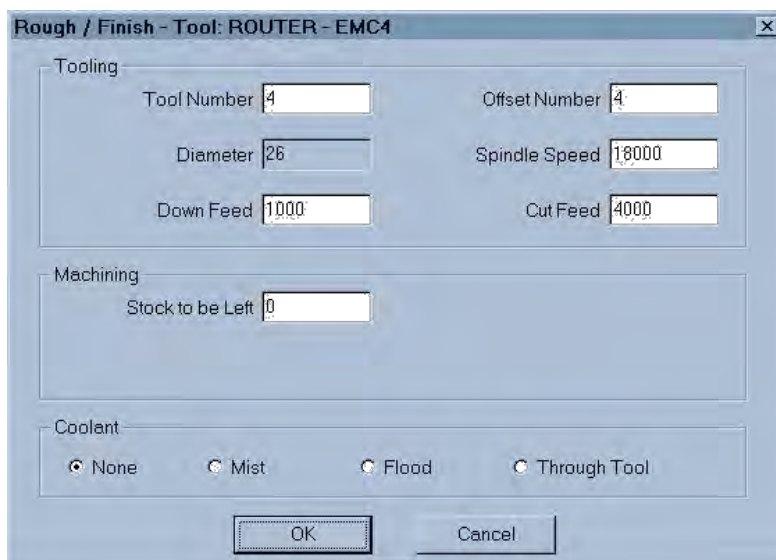 Rough / Finish - Tool: ROUTER - EMC4
Tooling
Tool Number 4 Offset Number 4
Diameter 26 Spindle Speed 18000
Down Feed 1000 Cut Feed 4000
Machining
Stock to be Left 0
Coolant
None Mist Flood Through Tool
OK Cancel